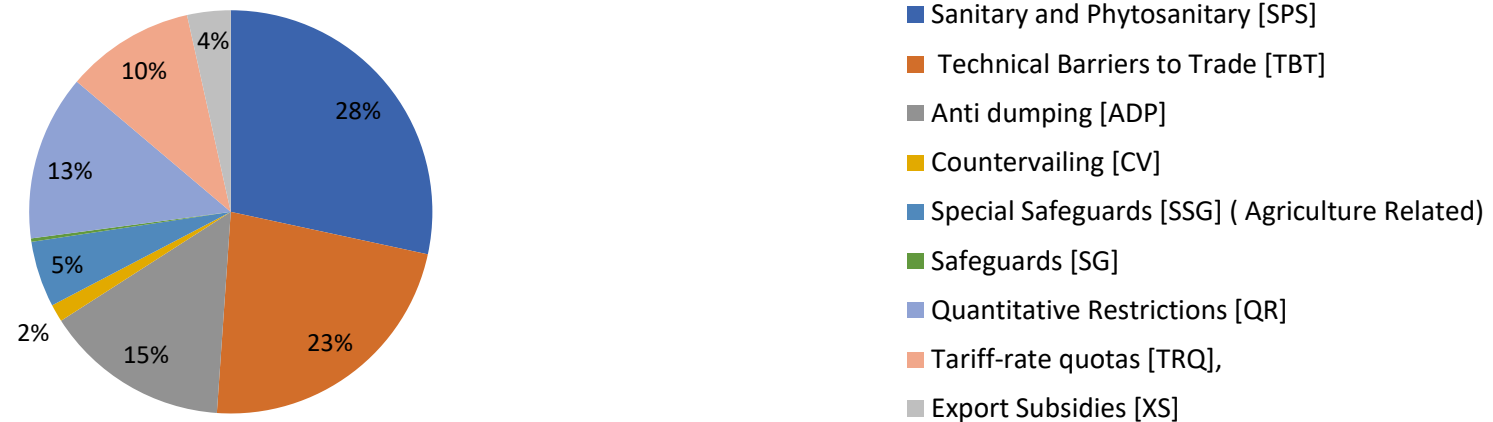 4%
10%
28%
13%
5%
2%
15%
23%
Sanitary and Phytosanitary [SPS]
Technical Barriers to Trade [TBT]
Anti dumping [ADP]
Countervailing [CV]
Special Safeguards [SSG] ( Agriculture Related)
Safeguards [SG]
Quantitative Restrictions [QR]
Tariff-rate quotas [TRQ],
Export Subsidies [XS]